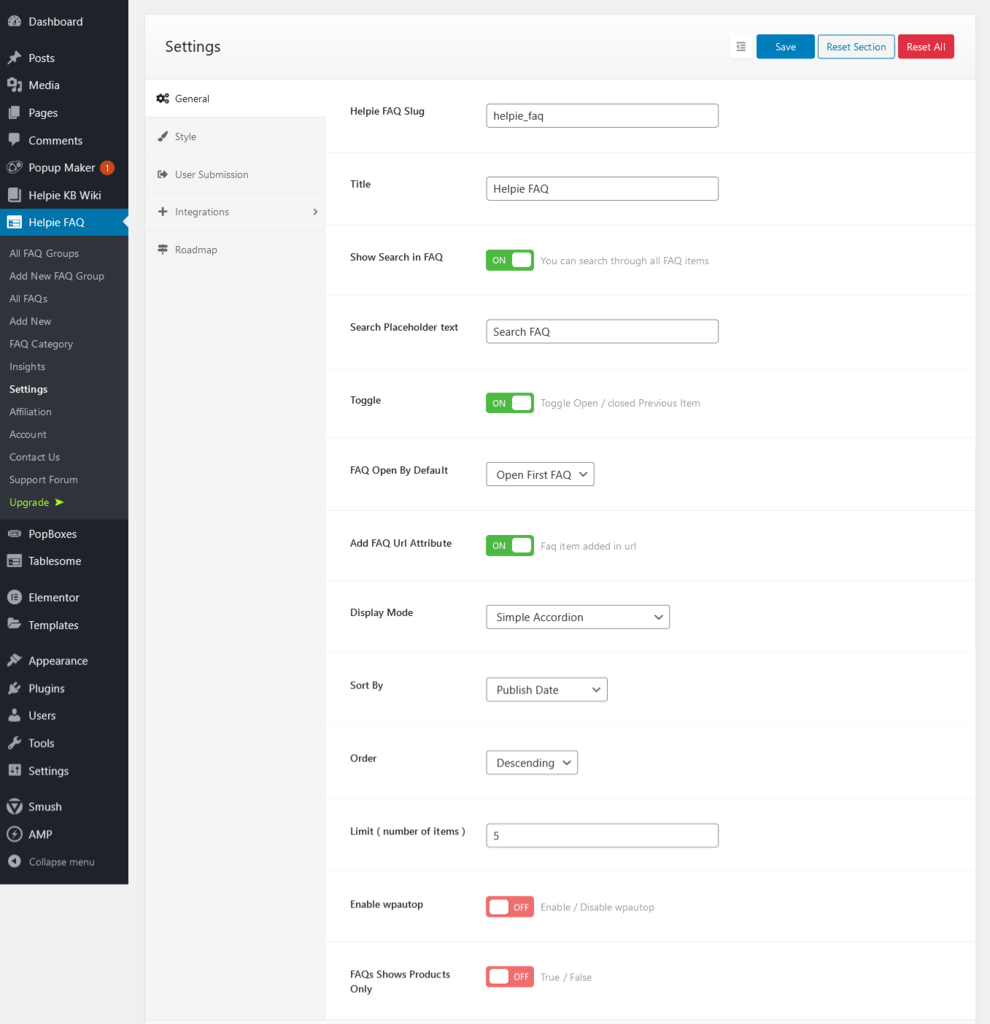 Dashboard
Posts
Media
Pages
Comments
Popup Maker 1
Helpie KB Wiki
Helpie FAQ
All FAQ Groups
Add New FAQ Group
All FAQs
Add New
FAQ Category
Insights
Settings
Affiliation
Account
Contact Us
Support Forum
Upgrade ➤
PopBoxes
Tablesome
Elementor
Templates
Appearance
Plugins
Users
Tools
Settings
Smush
AMP
Collapse menu
Settings
Save
Reset Section
Reset All
General
Style
User Submission
Integrations
Roadmap
Helpie FAQ Slug
helpie_faq
Title
Helpie FAQ
Show Search in FAQ
ON
You can search through all FAQ items
Search Placeholder text
Search FAQ
Toggle
ON
Toggle Open / closed Previous Item
FAQ Open By Default
Open First FAQ
Add FAQ Url Attribute
ON
Faq item added in url
Display Mode
Simple Accordion
Sort By
Publish Date
Order
Descending
Limit ( number of items )
5
Enable wpautop
OFF
Enable / Disable wpautop
FAQs Shows Products
Only
OFF
True / False